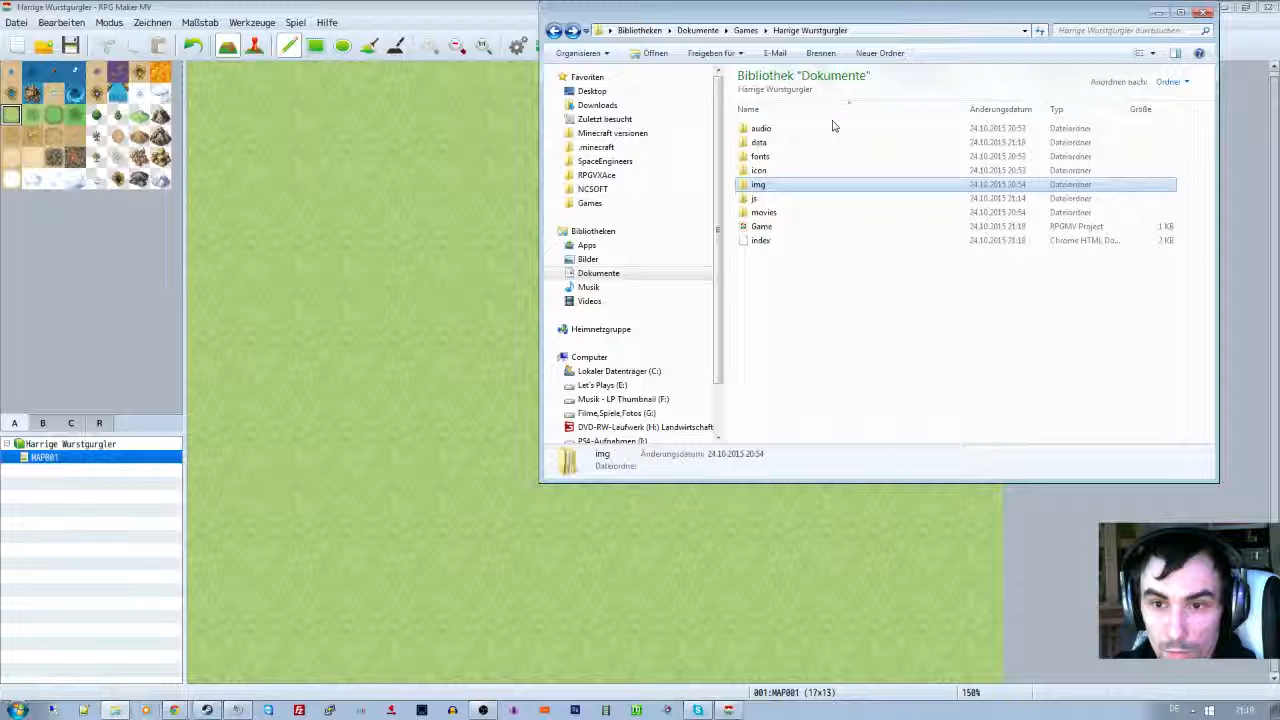 Harrige Wurstgurgler - RPG Maker MV
Datei Bearbeiten Modus Zeichnen Maßstab Werkzeuge Spiel Hilfe
A B C R
Harrige Wurstgurgler
MAP001
Bibliotheken Dokumente Games Harrige Wurstgurgler
Harrige Wurstgurgler durchsuchen
Organisieren Öffnen Freigeben für E-Mail Brennen Neuer Ordner
Favoriten
Desktop
Downloads
Zuletzt besucht
Minecraft versionen
.minecraft
SpaceEngineers
RPGVXAce
NCSOFT
Games
Bibliotheken
Apps
Bilder
Dokumente
Musik
Videos
Heimnetzgruppe
Computer
Lokaler Datenträger (C:)
Let's Plays (E:)
Musik - LP Thumbnail (F:)
Filme,Spiele,Fotos (G:)
DVD-RW-Laufwerk (H:) Landwirtschaft
PS4-Aufnahmen (I:)
Bibliothek "Dokumente"
Harrige Wurstgurgler
Anordnen nach: Ordner
Name Änderungsdatum Typ Größe
audio 24.10.2015 20:53 Dateiordner
data 24.10.2015 21:18 Dateiordner
fonts 24.10.2015 20:53 Dateiordner
icon 24.10.2015 20:53 Dateiordner
img 24.10.2015 20:54 Dateiordner
js 24.10.2015 21:14 Dateiordner
movies 24.10.2015 20:54 Dateiordner
Game 24.10.2015 21:18 RPGMV Project 1 KB
index 24.10.2015 21:18 Chrome HTML Do... 2 KB
img Änderungsdatum: 24.10.2015 20:54
Dateiordner
001:MAP001 (17x13) 150%
DE 21:19